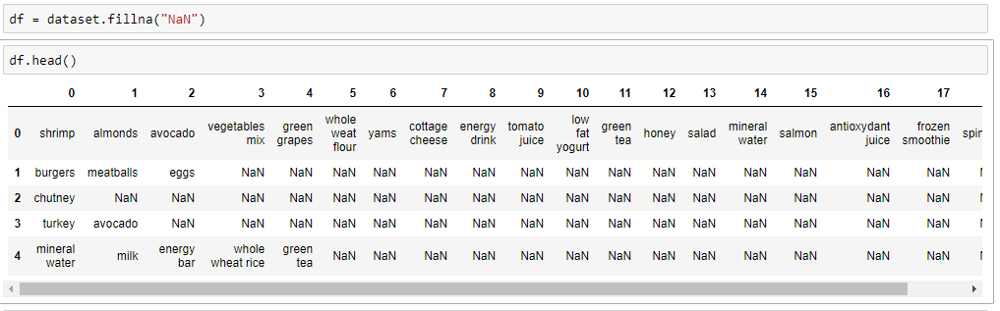 df = dataset.fillna("NaN")
df.head()
0 1 2 3 4 5 6 7 8 9 10 11 12 13 14 15 16 17
0 shrimp almonds avocado vegetables mix green grapes whole weat flour yams cottage cheese energy drink tomato juice low fat yogurt green tea honey salad mineral water salmon antioxydant juice frozen smoothie
1 burgers meatballs eggs NaN NaN NaN NaN NaN NaN NaN NaN NaN NaN NaN NaN NaN NaN NaN
2 chutney NaN NaN NaN NaN NaN NaN NaN NaN NaN NaN NaN NaN NaN NaN NaN NaN NaN
3 turkey avocado NaN NaN NaN NaN NaN NaN NaN NaN NaN NaN NaN NaN NaN NaN NaN NaN
4 mineral water milk energy bar whole wheat rice green tea NaN NaN NaN NaN NaN NaN NaN NaN NaN NaN NaN NaN NaN